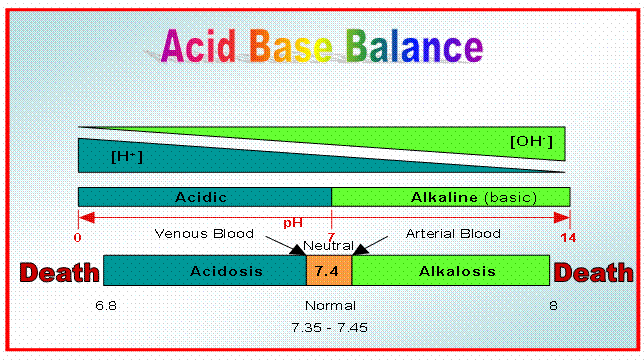 Acid Base Balance
[OH-]
[H+]
Acidic Alkaline (basic)
pH
0 7 14
Venous Blood Arterial Blood
Neutral
Death Acidosis 7.4 Alkalosis Death
6.8 Normal 8
7.35 - 7.45